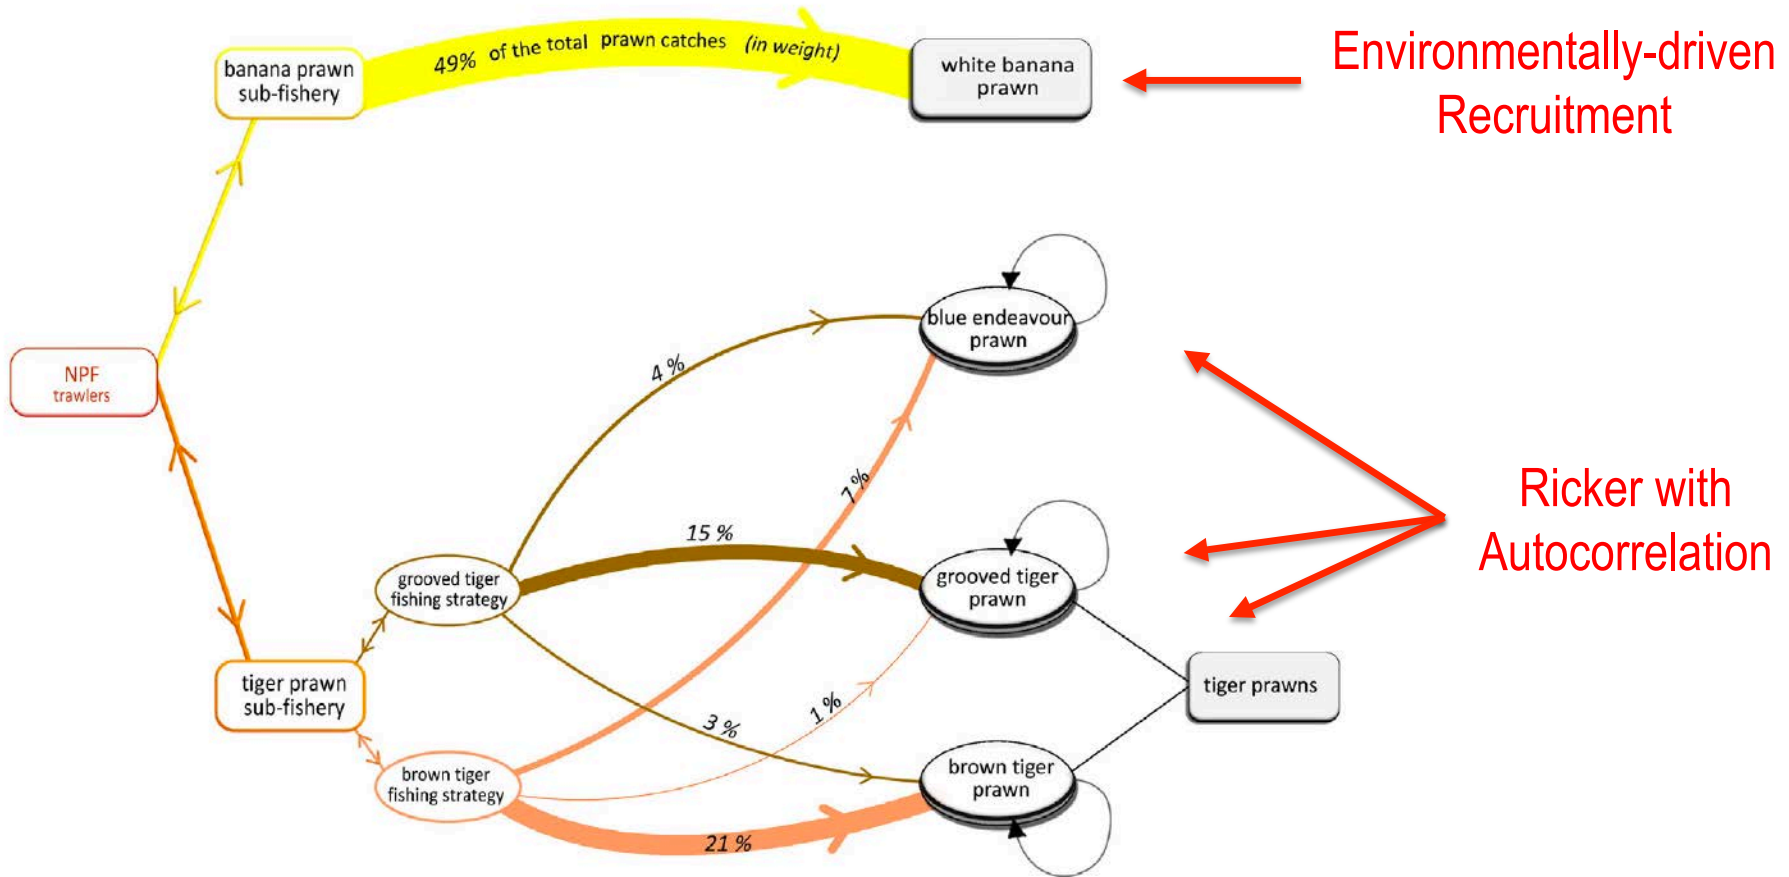 49% of the total prawn catches (in weight)
banana prawn
sub-fishery
white banana
prawn
Environmentally-driven
Recruitment
blue endeavour
prawn
4 %
NPF
trawlers
7 %
15 %
Ricker with
Autocorrelation
grooved tiger
fishing strategy
grooved tiger
prawn
tiger prawn
sub-fishery
tiger prawns
1 %
3 %
brown tiger
fishing strategy
brown tiger
prawn
21 %